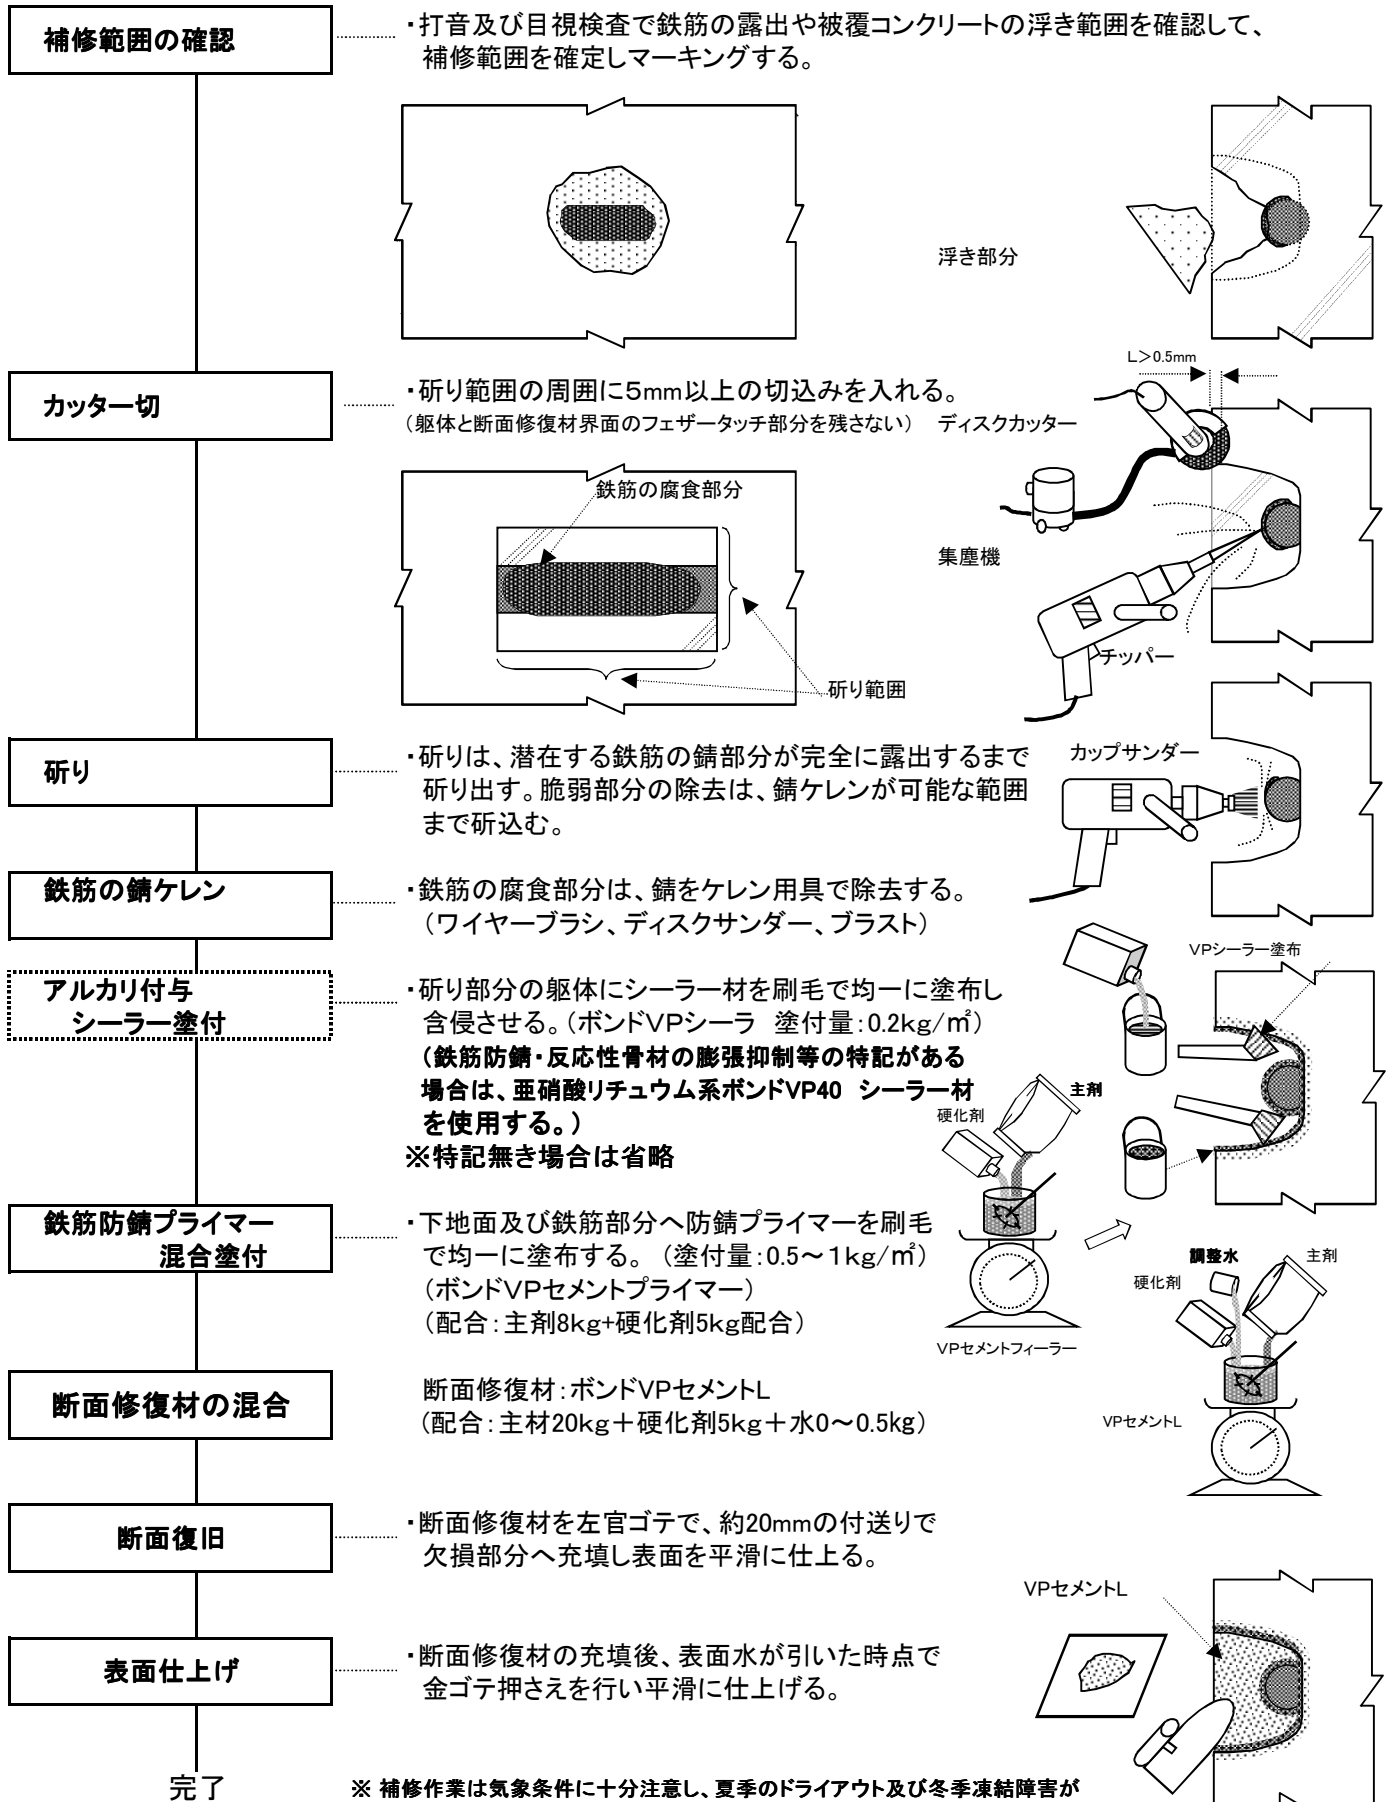 補修範囲の確認
・打音及び目視検査で鉄筋の露出や被覆コンクリートの浮き範囲を確認して、
補修範囲を確定しマーキングする。
浮き部分
L＞0.5mm
カッター切
・斫り範囲の周囲に５mm以上の切込みを入れる。
（躯体と断面修復材界面のフェザータッチ部分を残さない）
ディスクカッター
鉄筋の腐食部分
集塵機
チッパー
斫り範囲
斫り
・斫りは、潜在する鉄筋の錆部分が完全に露出するまで
斫り出す。脆弱部分の除去は、錆ケレンが可能な範囲
まで斫込む。
カップサンダー
鉄筋の錆ケレン
・鉄筋の腐食部分は、錆をケレン用具で除去する。
（ワイヤーブラシ、ディスクサンダー、ブラスト）
VPシーラー塗布
アルカリ付与
シーラー塗付
・斫り部分の躯体にシーラー材を刷毛で均一に塗布し
含侵させる。（ボンドVPシーラ　塗付量：0.2kg/㎡）
（鉄筋防錆・反応性骨材の膨張抑制等の特記がある
場合は、亜硝酸リチュウム系ボンドVP40　シーラー材
を使用する。）
※特記無き場合は省略
主剤
硬化剤
鉄筋防錆プライマー
混合塗付
・下地面及び鉄筋部分へ防錆プライマーを刷毛
で均一に塗布する。（塗付量：0.5～１kg/㎡）
（ボンドVPセメントプライマー）
（配合：主剤8kg+硬化剤5kg配合）
VPセメントフィーラー
調整水
主剤
硬化剤
VPセメントL
断面修復材の混合
断面修復材：ボンドVPセメントL
（配合：主材20kg＋硬化剤5kg＋水0～0.5kg）
断面復旧
・断面修復材を左官ゴテで、約20mmの付送りで
欠損部分へ充填し表面を平滑に仕上る。
VPセメントL
表面仕上げ
・断面修復材の充填後、表面水が引いた時点で
金ゴテ押さえを行い平滑に仕上げる。
完了
※ 補修作業は気象条件に十分注意し、夏季のドライアウト及び冬季凍結障害が